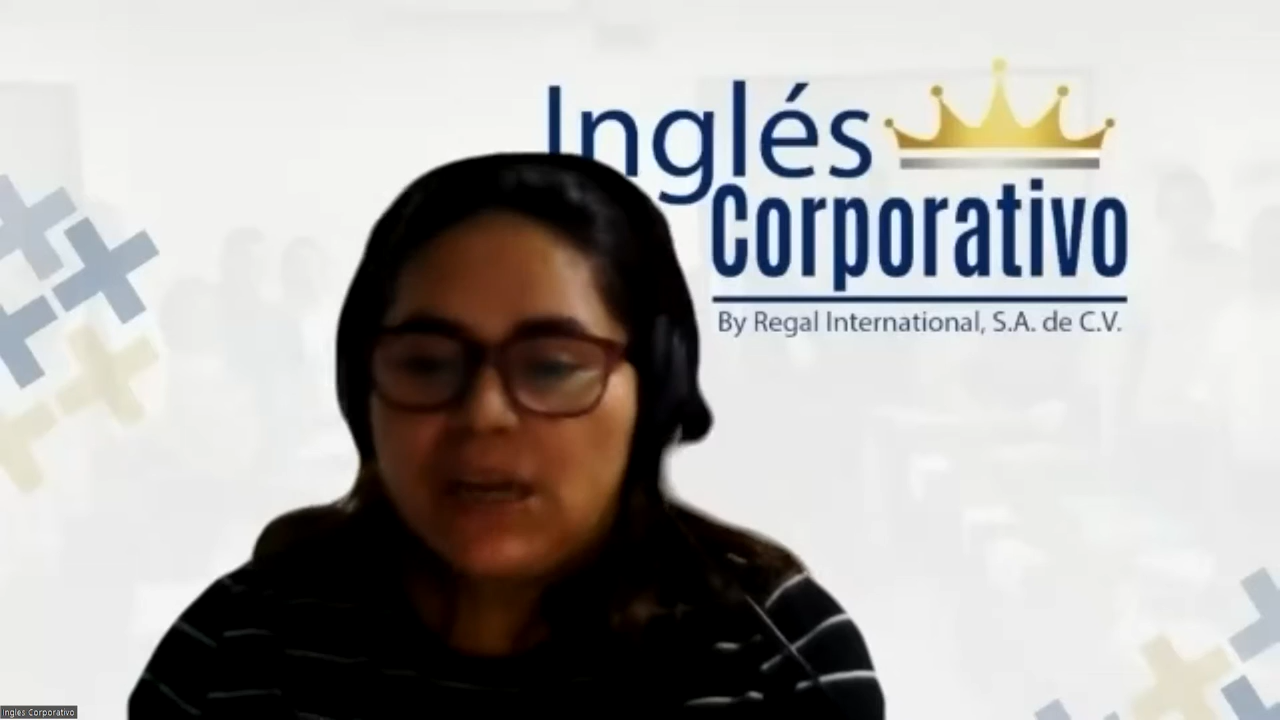 Inglés
Corporativo
By Regal International, S.A. de C.V.
Ingles Corporativo